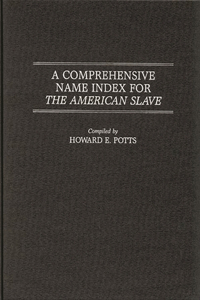 A COMPREHENSIVE
NAME INDEX FOR
THE AMERICAN SLAVE
Compiled by
HOWARD E. POTTS